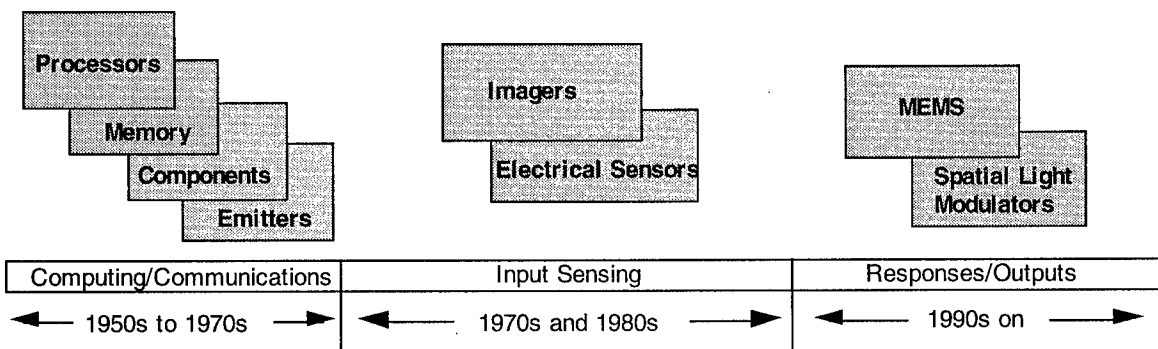 Processors
Memory
Components
Emitters
Imagers
Electrical Sensors
MEMS
Spatial Light
Modulators
Computing/Communications
Input Sensing
Responses/Outputs
1950s to 1970s
1970s and 1980s
1990s on